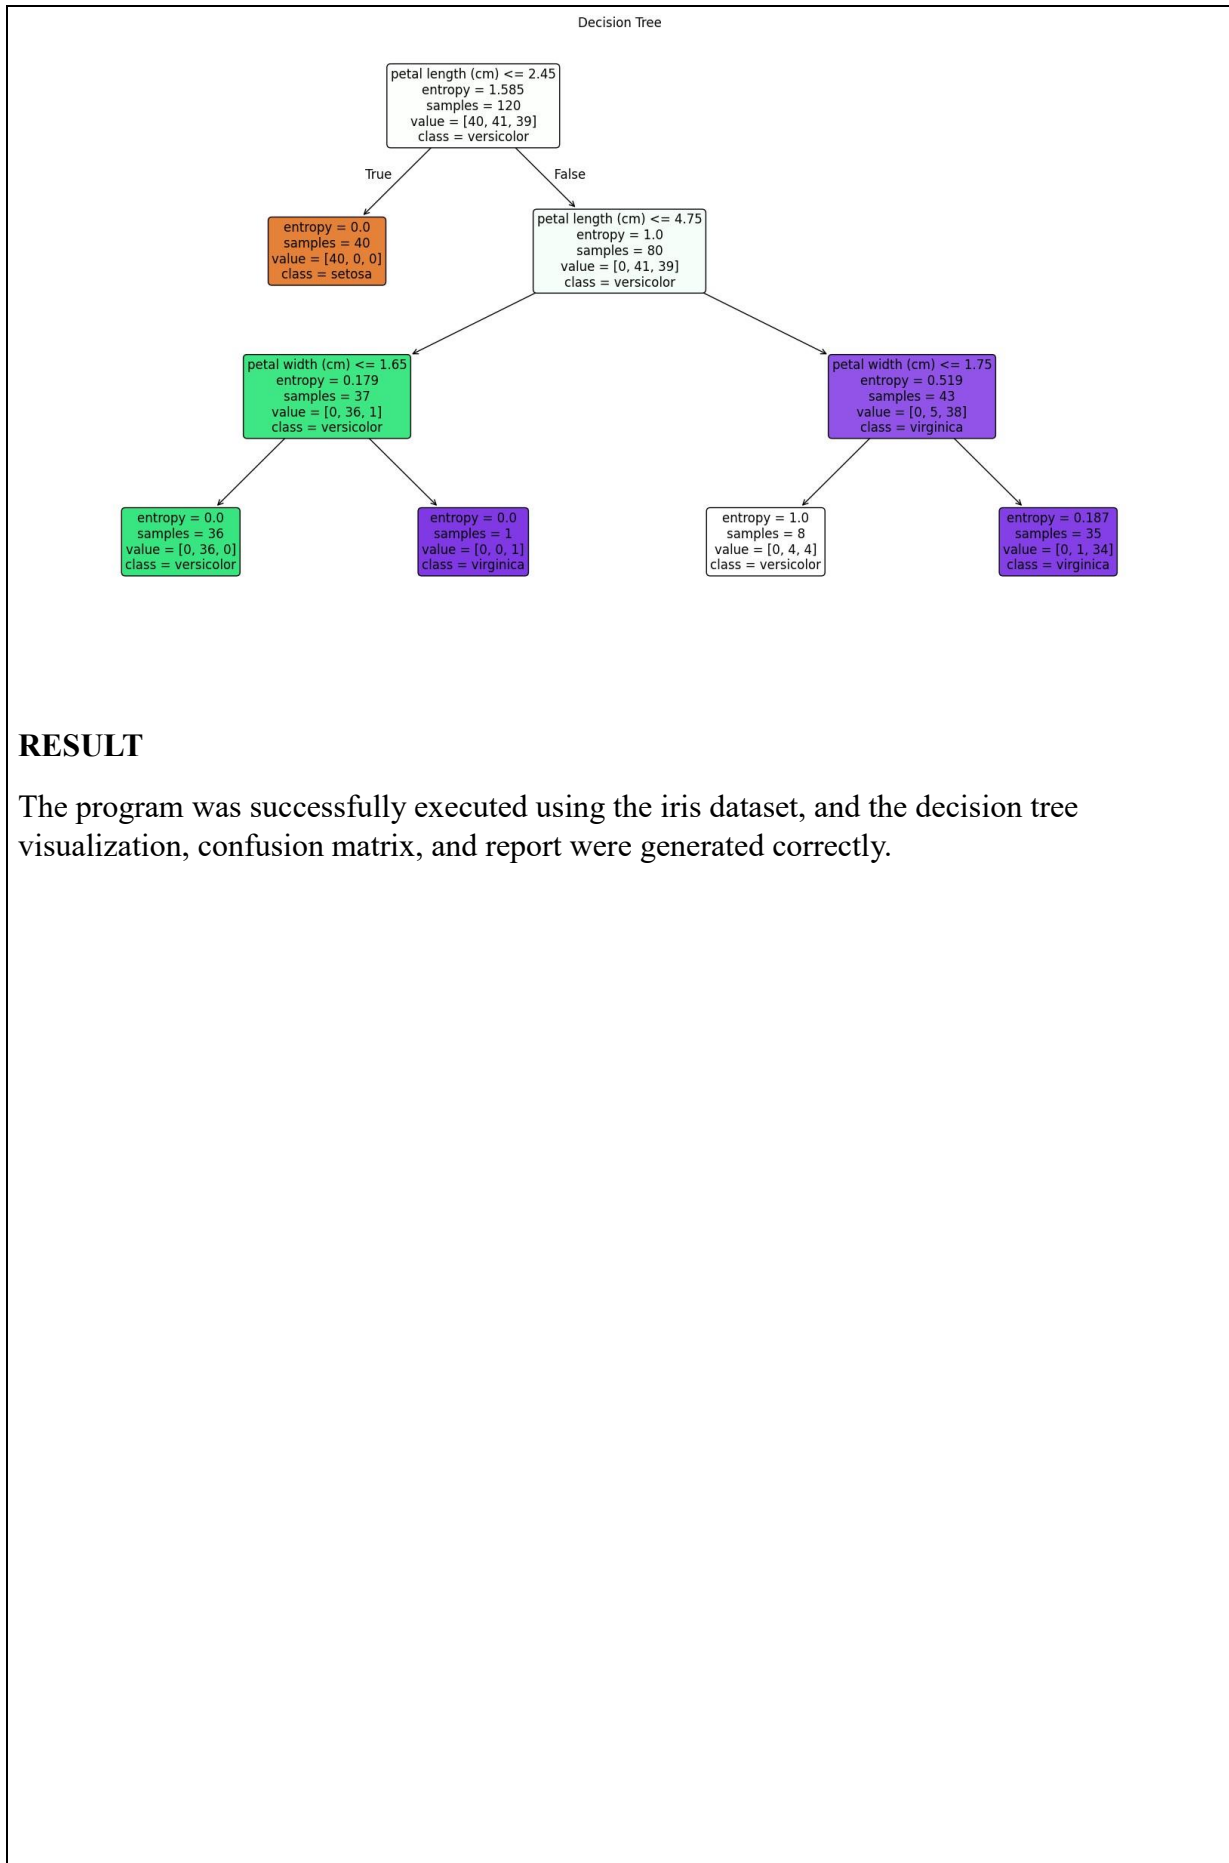 Decision Tree
petal length (cm) <= 2.45
entropy = 1.585
samples = 120
value = [40, 41, 39]
class = versicolor
True
False
entropy = 0.0
samples = 40
value = [40, 0, 0]
class = setosa
petal length (cm) <= 4.75
entropy = 1.0
samples = 80
value = [0, 41, 39]
class = versicolor
petal width (cm) <= 1.65
entropy = 0.179
samples = 37
value = [0, 36, 1]
class = versicolor
petal width (cm) <= 1.75
entropy = 0.519
samples = 43
value = [0, 5, 38]
class = virginica
entropy = 0.0
samples = 36
value = [0, 36, 0]
class = versicolor
entropy = 0.0
samples = 1
value = [0, 0, 1]
class = virginica
entropy = 1.0
samples = 8
value = [0, 4, 4]
class = versicolor
entropy = 0.187
samples = 35
value = [0, 1, 34]
class = virginica
RESULT
The program was successfully executed using the iris dataset, and the decision tree
visualization, confusion matrix, and report were generated correctly.